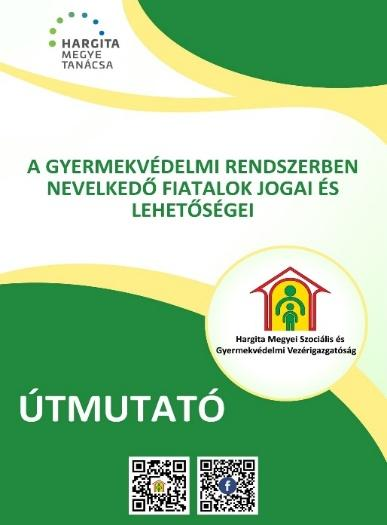 HARGITA
MEGYE
TANÁCSA
A GYERMEKVÉDELMI RENDSZERBEN
NEVELKEDŐ FIATALOK JOGAI ÉS
LEHETŐSÉGEI
Hargita Megyei Szociális és
Gyermekvédelmi Vezérigazgatóság
ÚTMUTATÓ